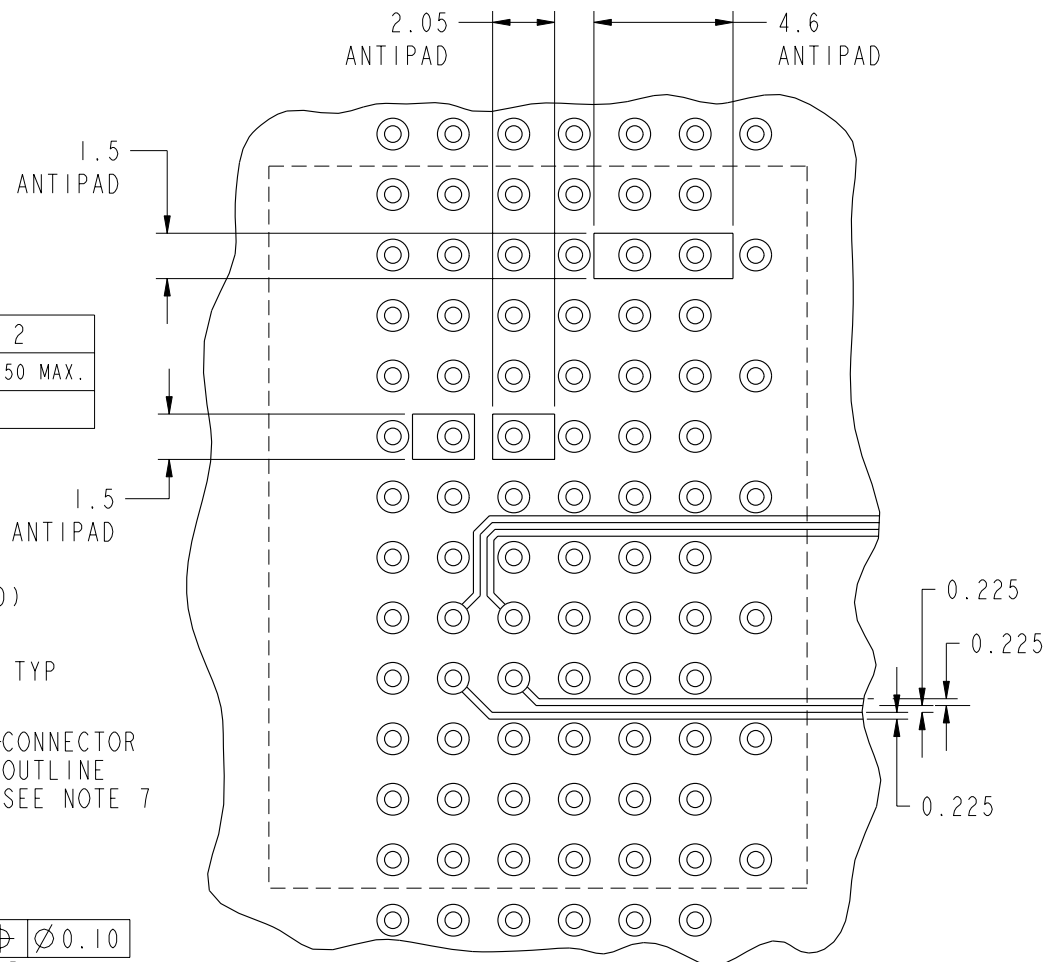 2.05
ANTIPAD
4.6
ANTIPAD
1.5
ANTIPAD
2
50 MAX.
1.5
ANTIPAD
0)
TYP
CONNECTOR
OUTLINE
SEE NOTE 7
0.225
0.225
0.225
⌖ Ø0.10